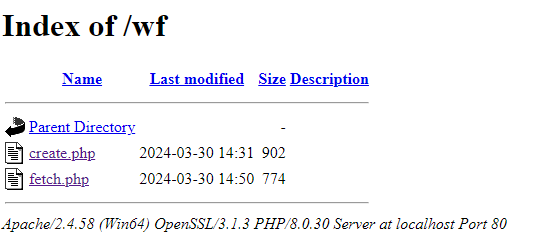 Index of /wf
Name Last modified Size Description
Parent Directory -
create.php 2024-03-30 14:31 902
fetch.php 2024-03-30 14:50 774
Apache/2.4.58 (Win64) OpenSSL/3.1.3 PHP/8.0.30 Server at localhost Port 80